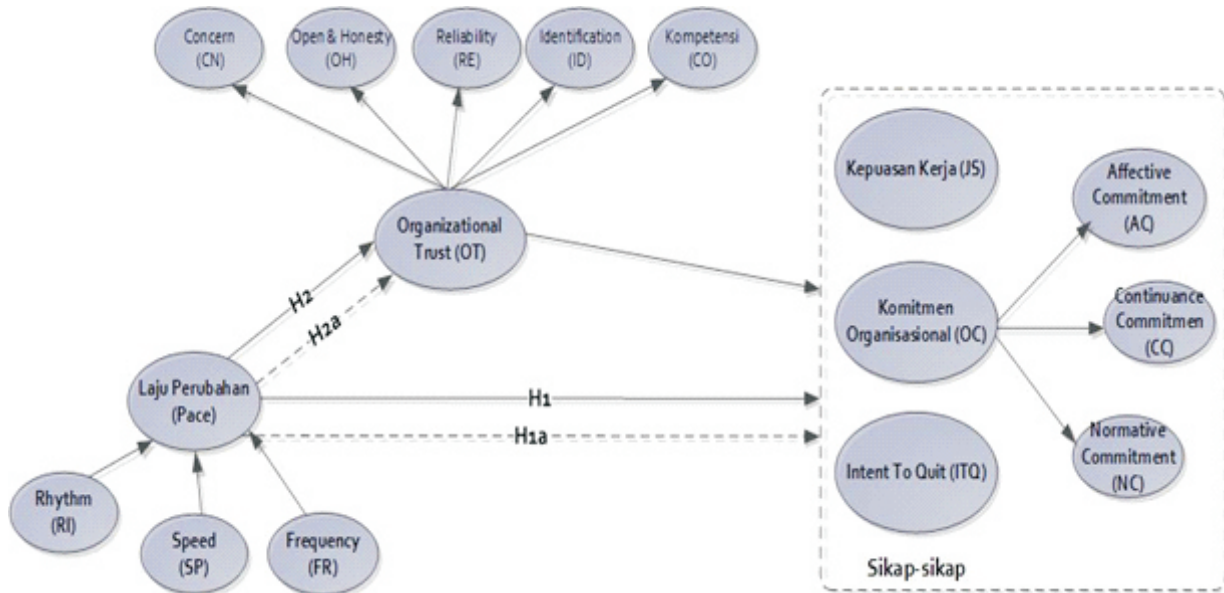 Concern
(CN)
Open & Honesty
(OH)
Reliability
(RE)
Identification
(ID)
Kompetensi
(CO)
Organizational
Trust (OT)
H2
H2a
Laju Perubahan
(Pace)
H1
H1a
Rhythm
(RI)
Speed
(SP)
Frequency
(FR)
Kepuasan Kerja (JS)
Komitmen
Organisasional (OC)
Intent To Quit (ITQ)
Affective
Commitment
(AC)
Continuance
Commitmen
(CC)
Normative
Commitment
(NC)
Sikap-sikap